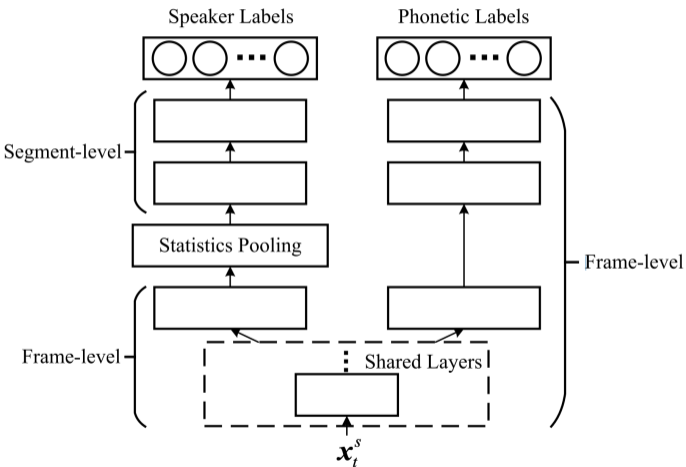 Speaker Labels
Phonetic Labels
Segment-level
Statistics Pooling
Frame-level
Frame-level
Shared Layers
x_t^s